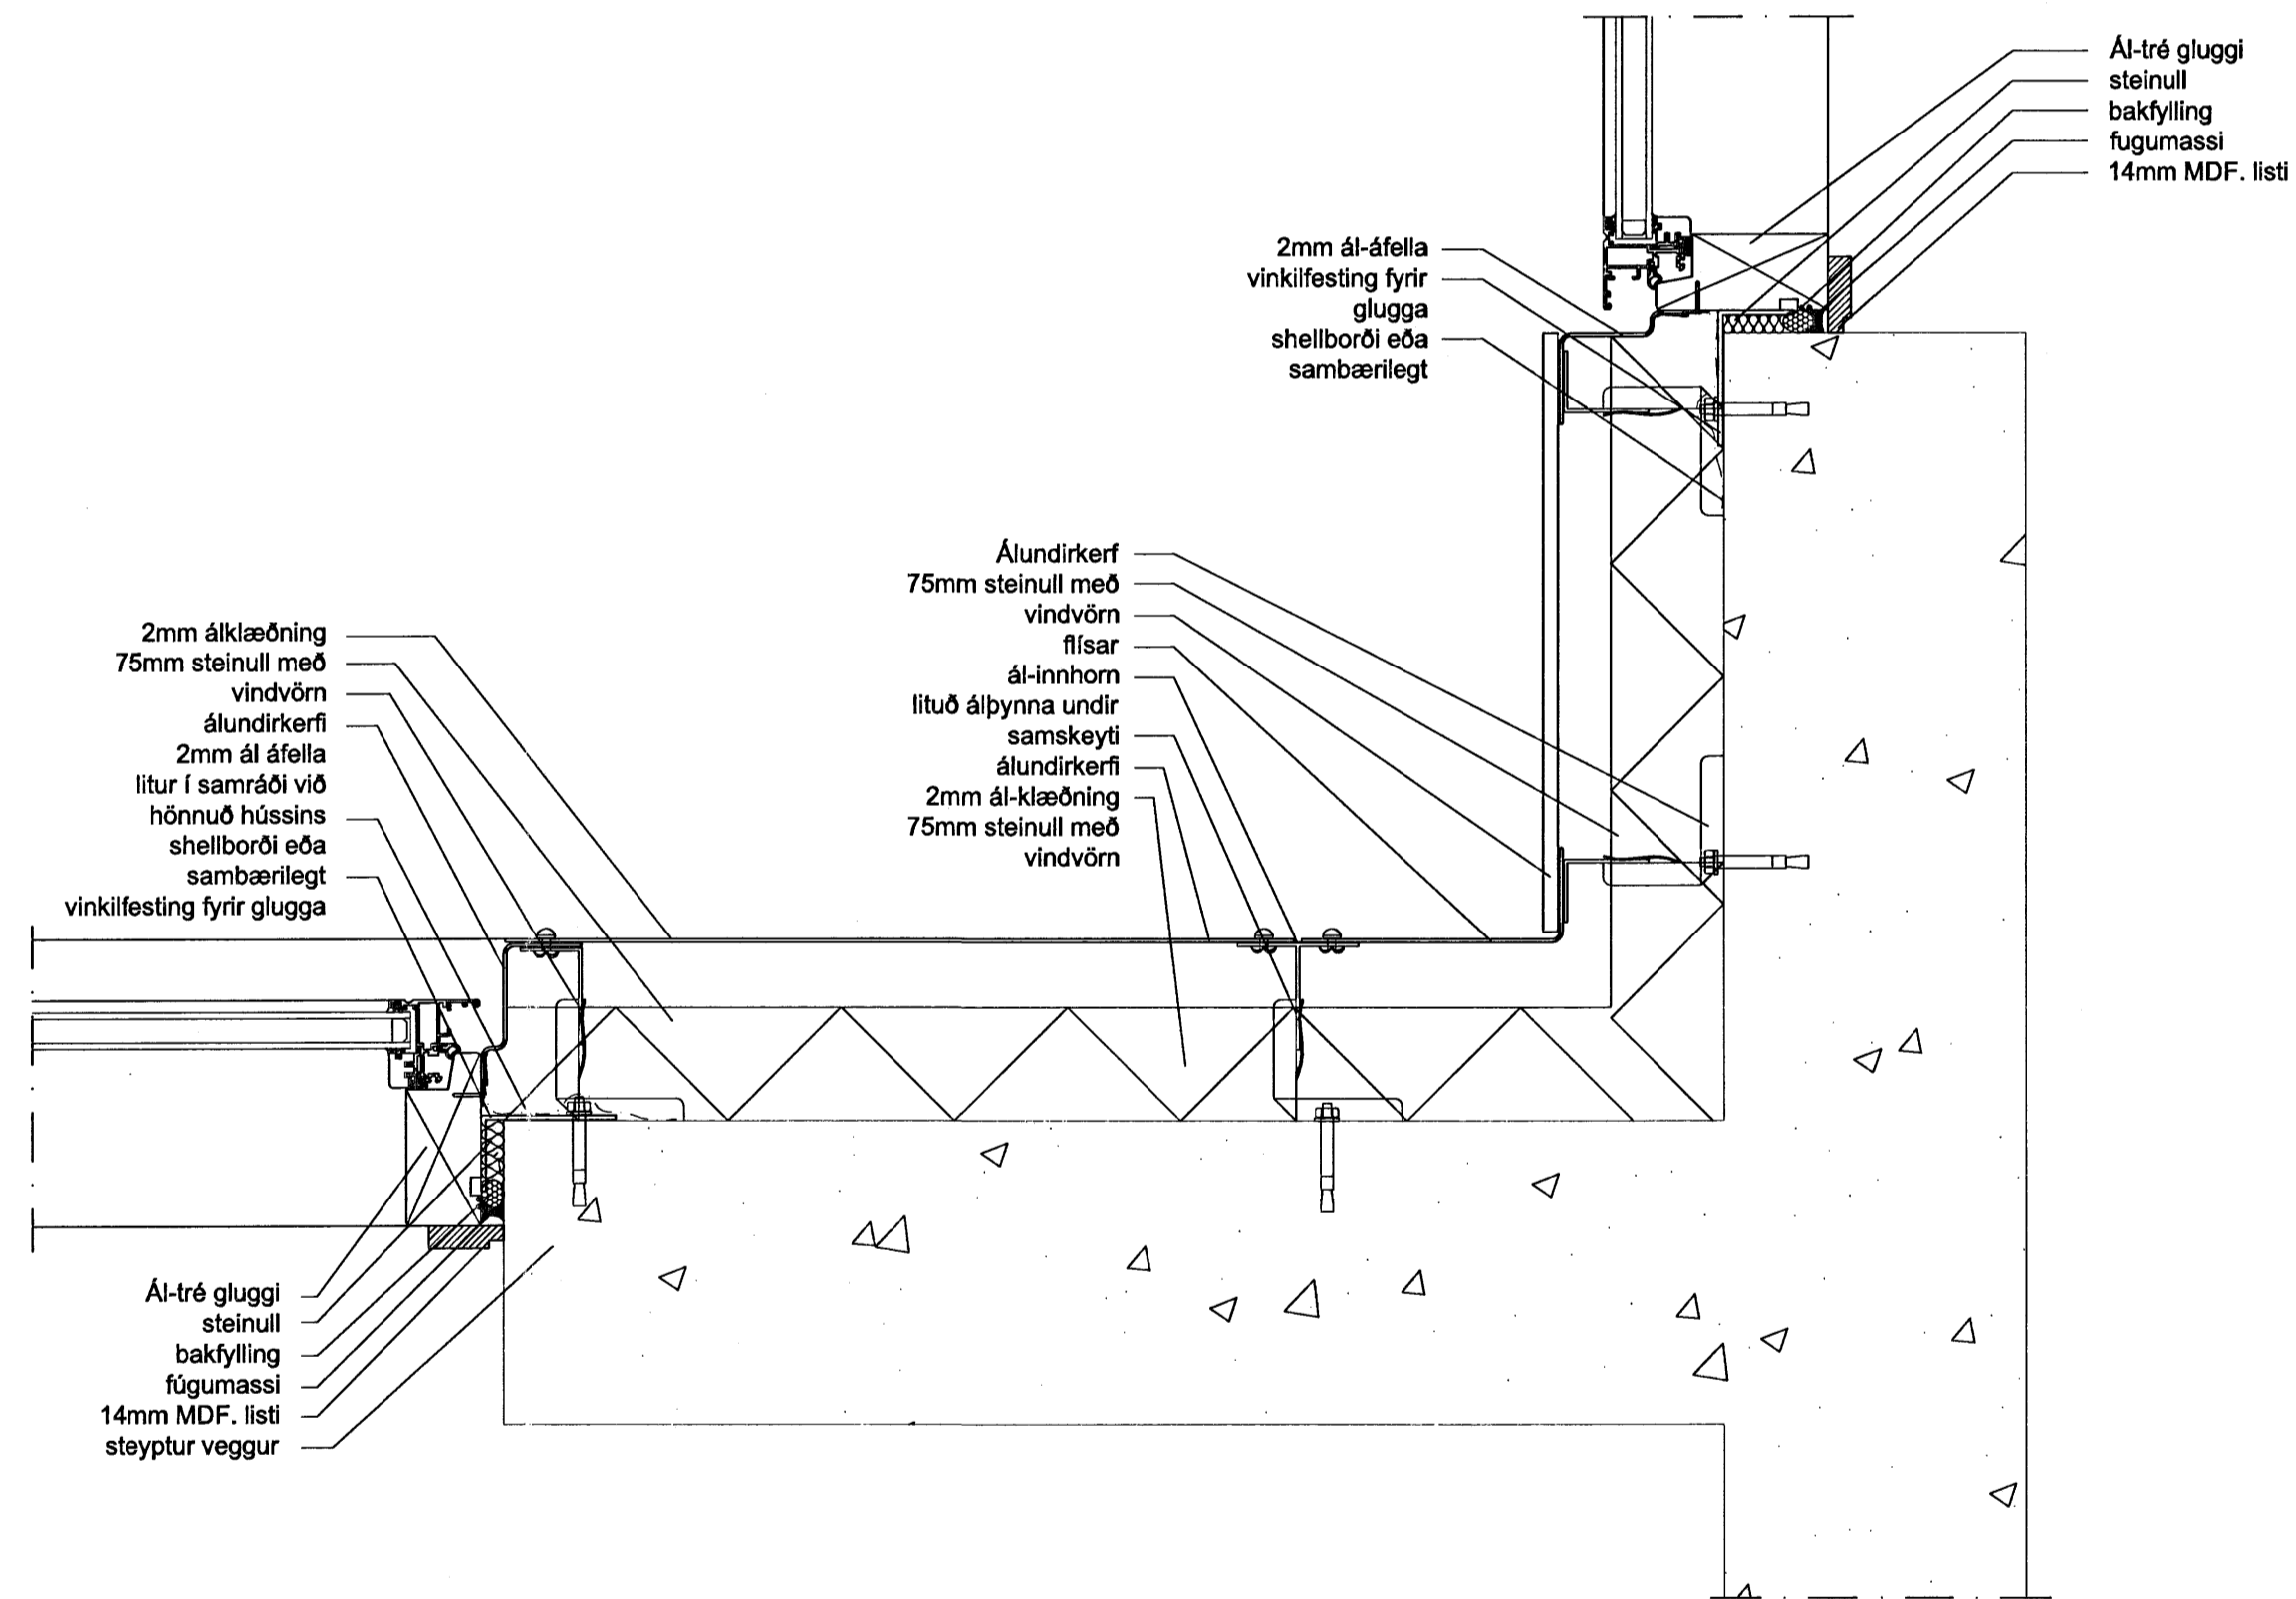 Ál-tré gluggi
steinull
bakfylling
fugumassi
14mm MDF. listi
2mm ál-áfella
vinkilfesting fyrir
glugga
shellborði eða
sambærilegt
Álundirkerf
75mm steinull með
vindvörn
flísar
ál-innhorn
lituð álþynna undir
samskeyti
álundirkerfi
2mm ál-klæðning
75mm steinull með
vindvörn
2mm álklæðning
75mm steinull með
vindvörn
álundirkerfi
2mm ál áfella
litur í samráði við
hönnuð hússins
shellborði eða
sambærilegt
vinkilfesting fyrir glugga
Ál-tré gluggi
steinull
bakfylling
fúgumassi
14mm MDF. listi
steyptur veggur